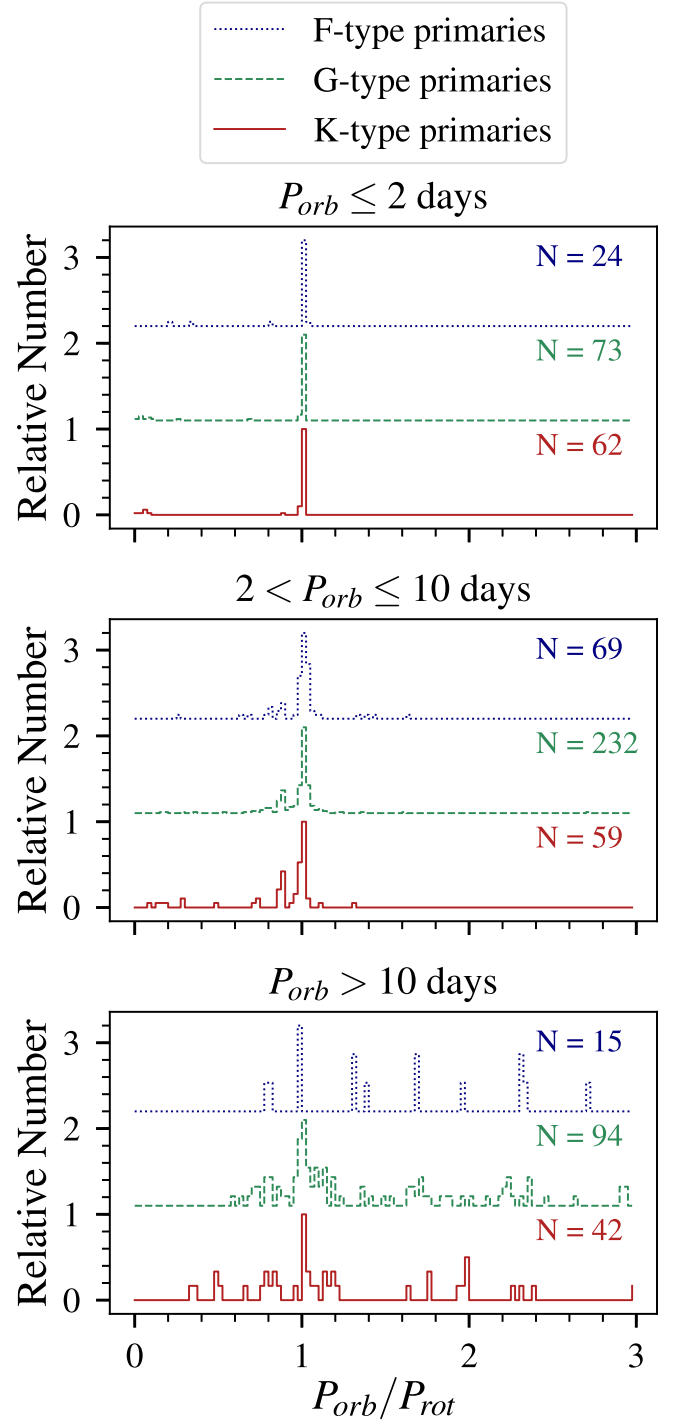 F-type primaries
G-type primaries
K-type primaries
P_orb ≤ 2 days
Relative Number
3
2
1
0
N = 24
N = 73
N = 62
2 < P_orb ≤ 10 days
Relative Number
3
2
1
0
N = 69
N = 232
N = 59
P_orb > 10 days
Relative Number
3
2
1
0
N = 15
N = 94
N = 42
0 1 2 3
P_orb/P_rot